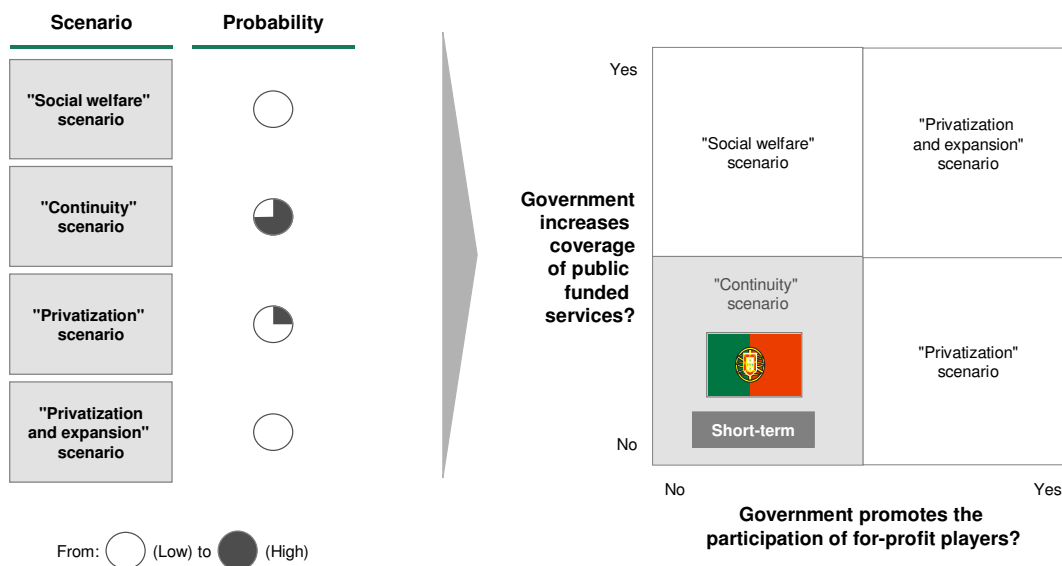 Scenario
Probability
"Social welfare"
scenario
"Continuity"
scenario
"Privatization"
scenario
"Privatization
and expansion"
scenario
From:
(Low) to
(High)
Yes
Government
increases
coverage
of public
funded
services?
No
"Social welfare"
scenario
"Privatization
and expansion"
scenario
"Continuity"
scenario
Short-term
"Privatization"
scenario
No
Yes
Government promotes the
participation of for-profit players?